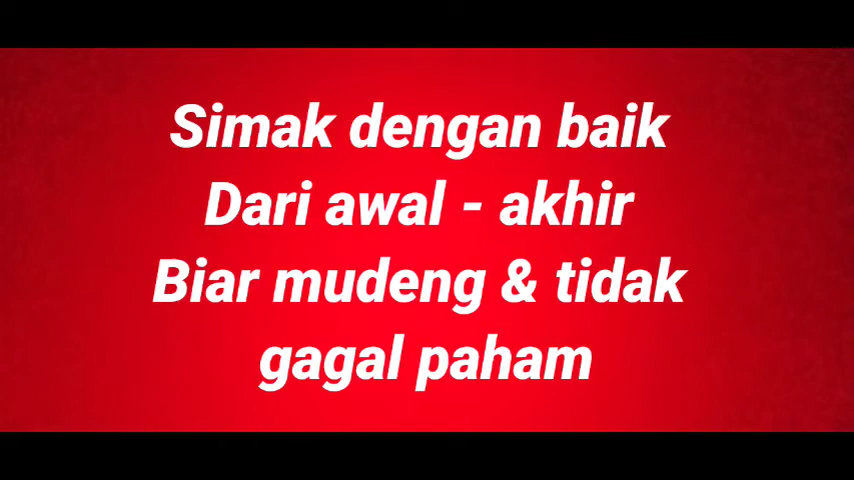 Simak dengan baik
Dari awal - akhir
Biar mudeng & tidak
gagal paham